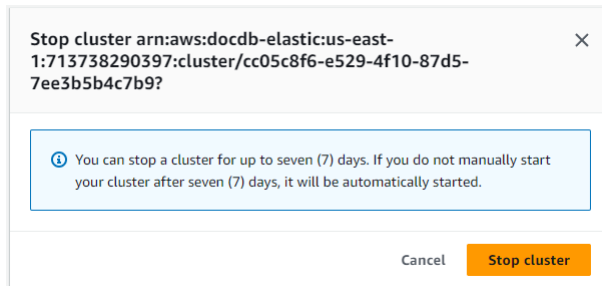 Stop cluster arn:aws:docdb-elastic:us-east-
1:713738290397:cluster/cc05c8f6-e529-4f10-87d5-
7ee3b5b4c7b9?
You can stop a cluster for up to seven (7) days. If you do not manually start
your cluster after seven (7) days, it will be automatically started.
Cancel Stop cluster